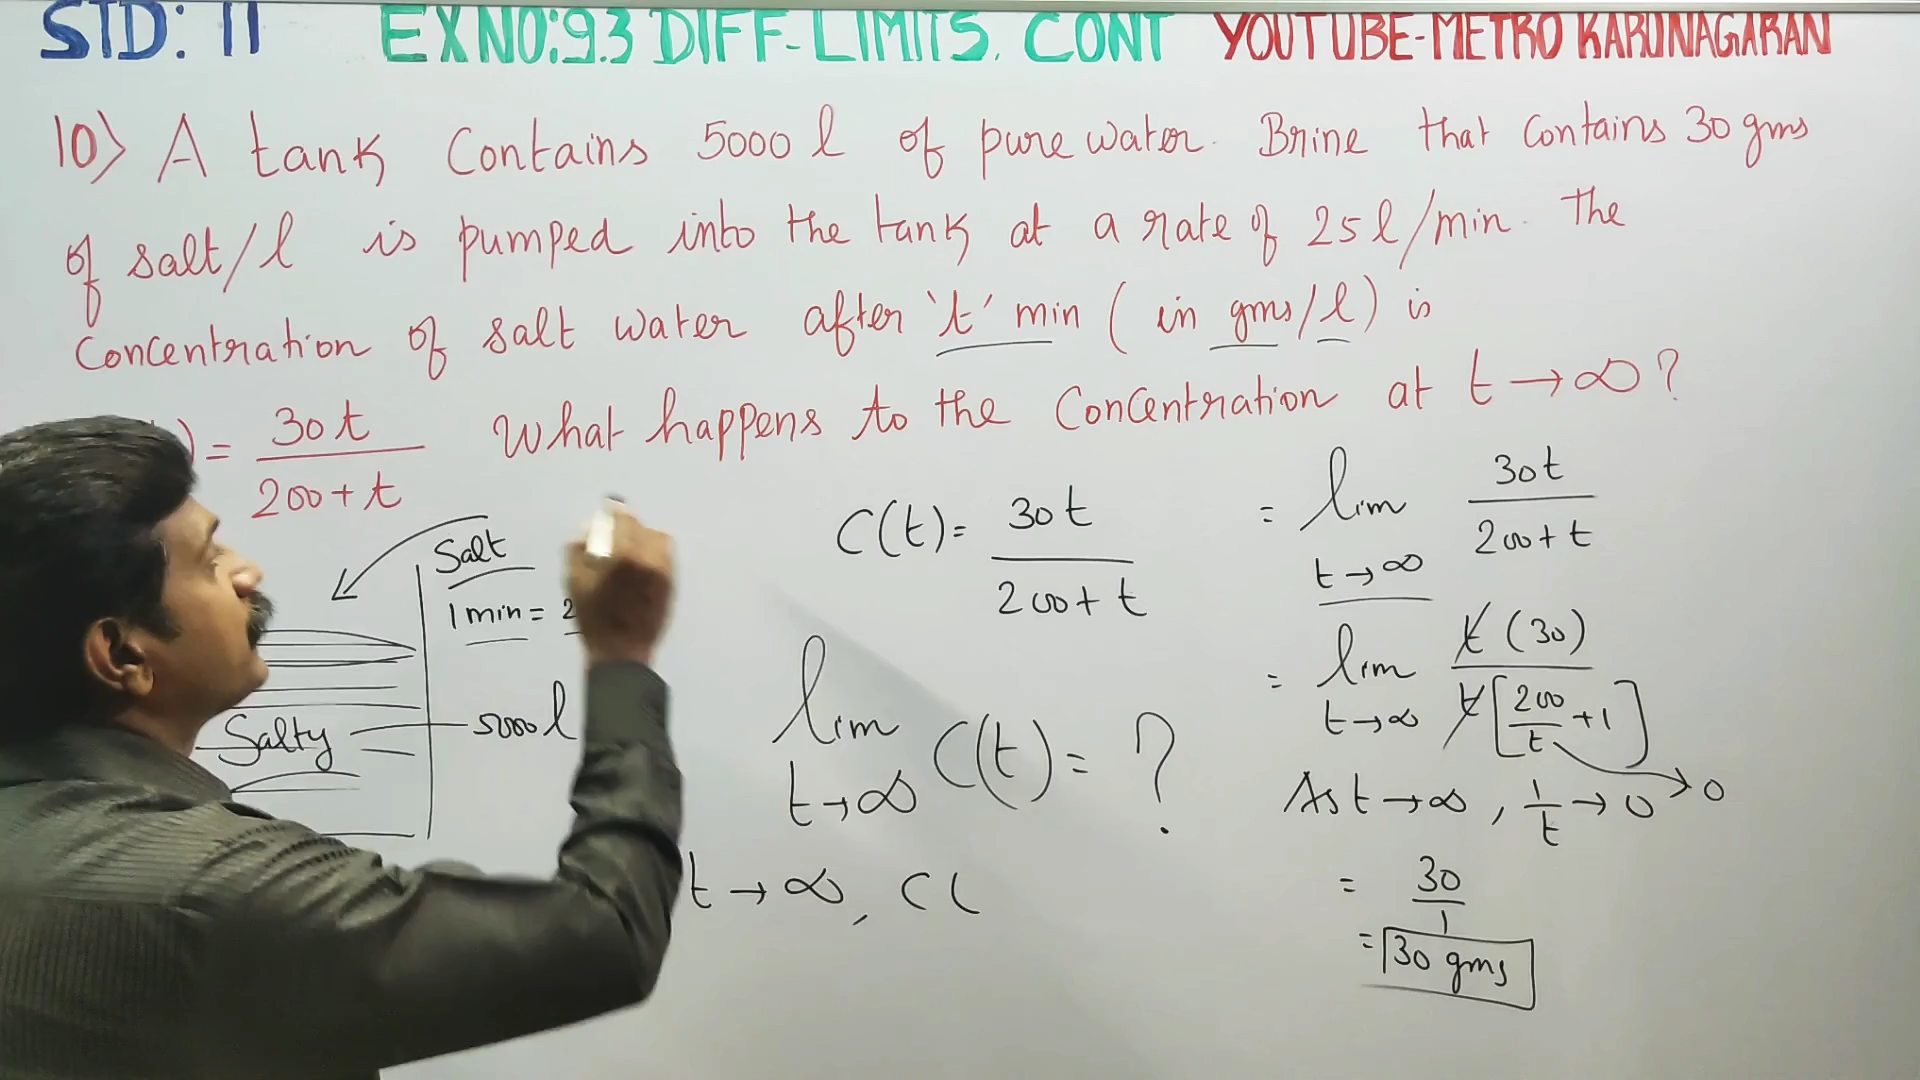 STD: 11 EXNO:9.3 DIFF-LIMITS. CONT YOUTUBE-METRO KARUNAGARAN
10) A tank Contains 5000 l of pure water. Brine that contains 30 gms
of salt/l is pumped into the tank at a rate of 25 l/min. The
Concentration of salt water after 't' min (in gms/l) is
) = 30t / 200+t What happens to the Concentration at t→∞?
Salt
1 min = 2
Salty
5000 l
C(t) = 30t / 200+t
lim t→∞ C(t) = ?
t→∞, C(
= lim t→∞ 30t / 200+t
= lim t→∞ t(30) / t[200/t +1]
→0
As t→∞, 1/t → 0
= 30/1
= 30 gms